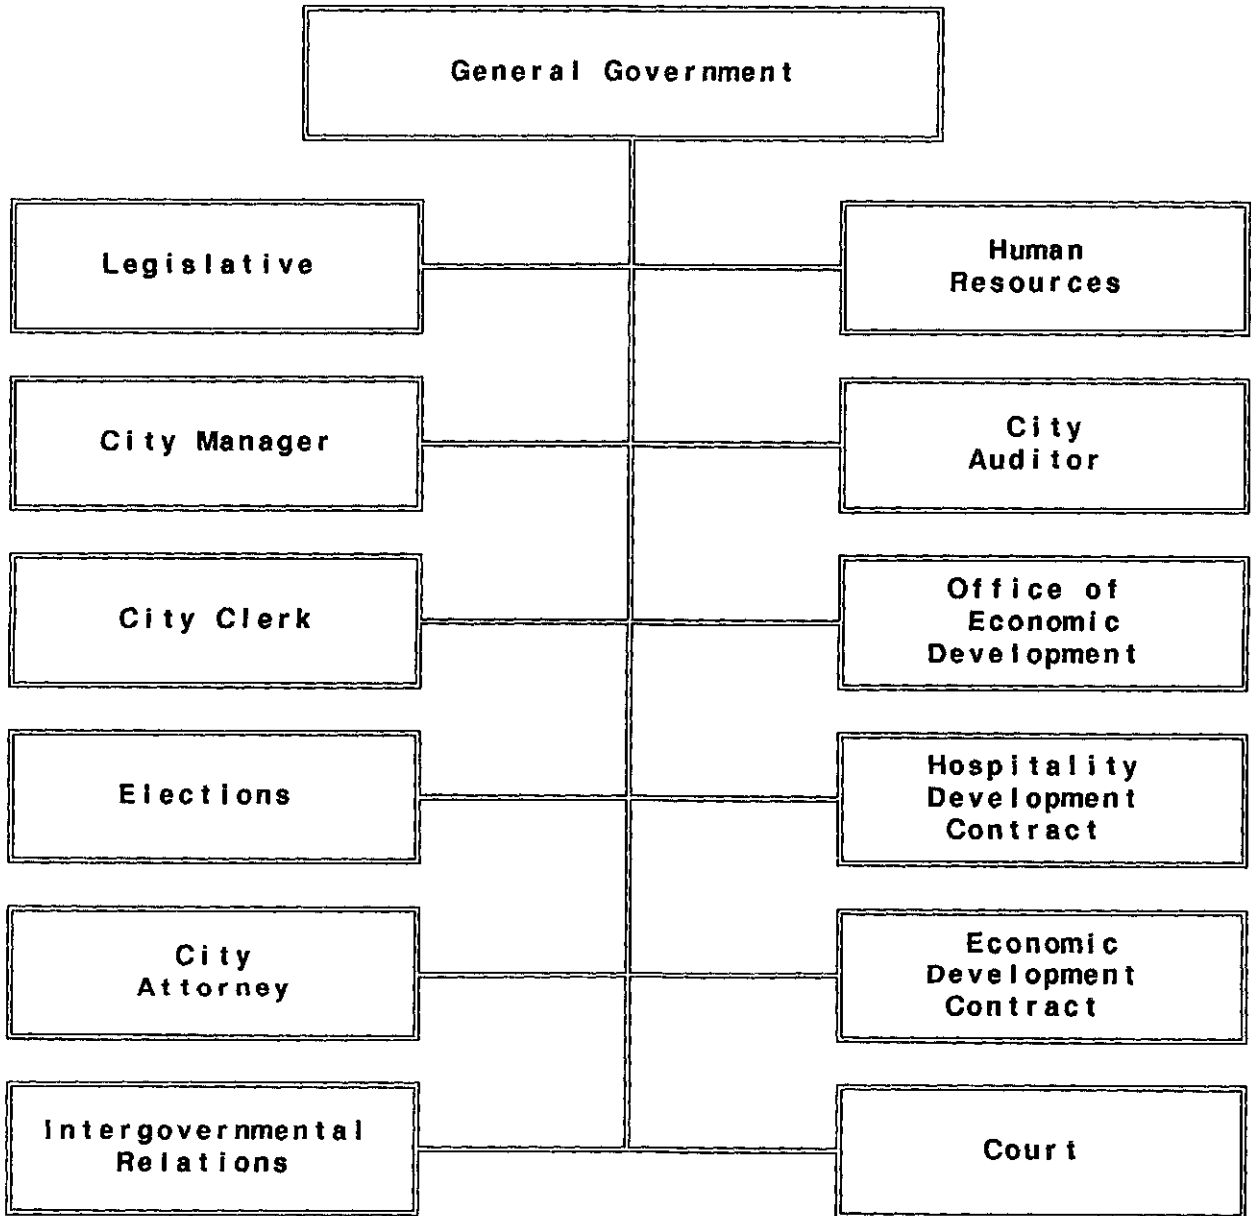 General Government
Legislative
Human
Resources
City Manager
City
Auditor
City Clerk
Office of
Economic
Development
Elections
Hospitality
Development
Contract
City
Attorney
Economic
Development
Contract
Intergovernmental
Relations
Court